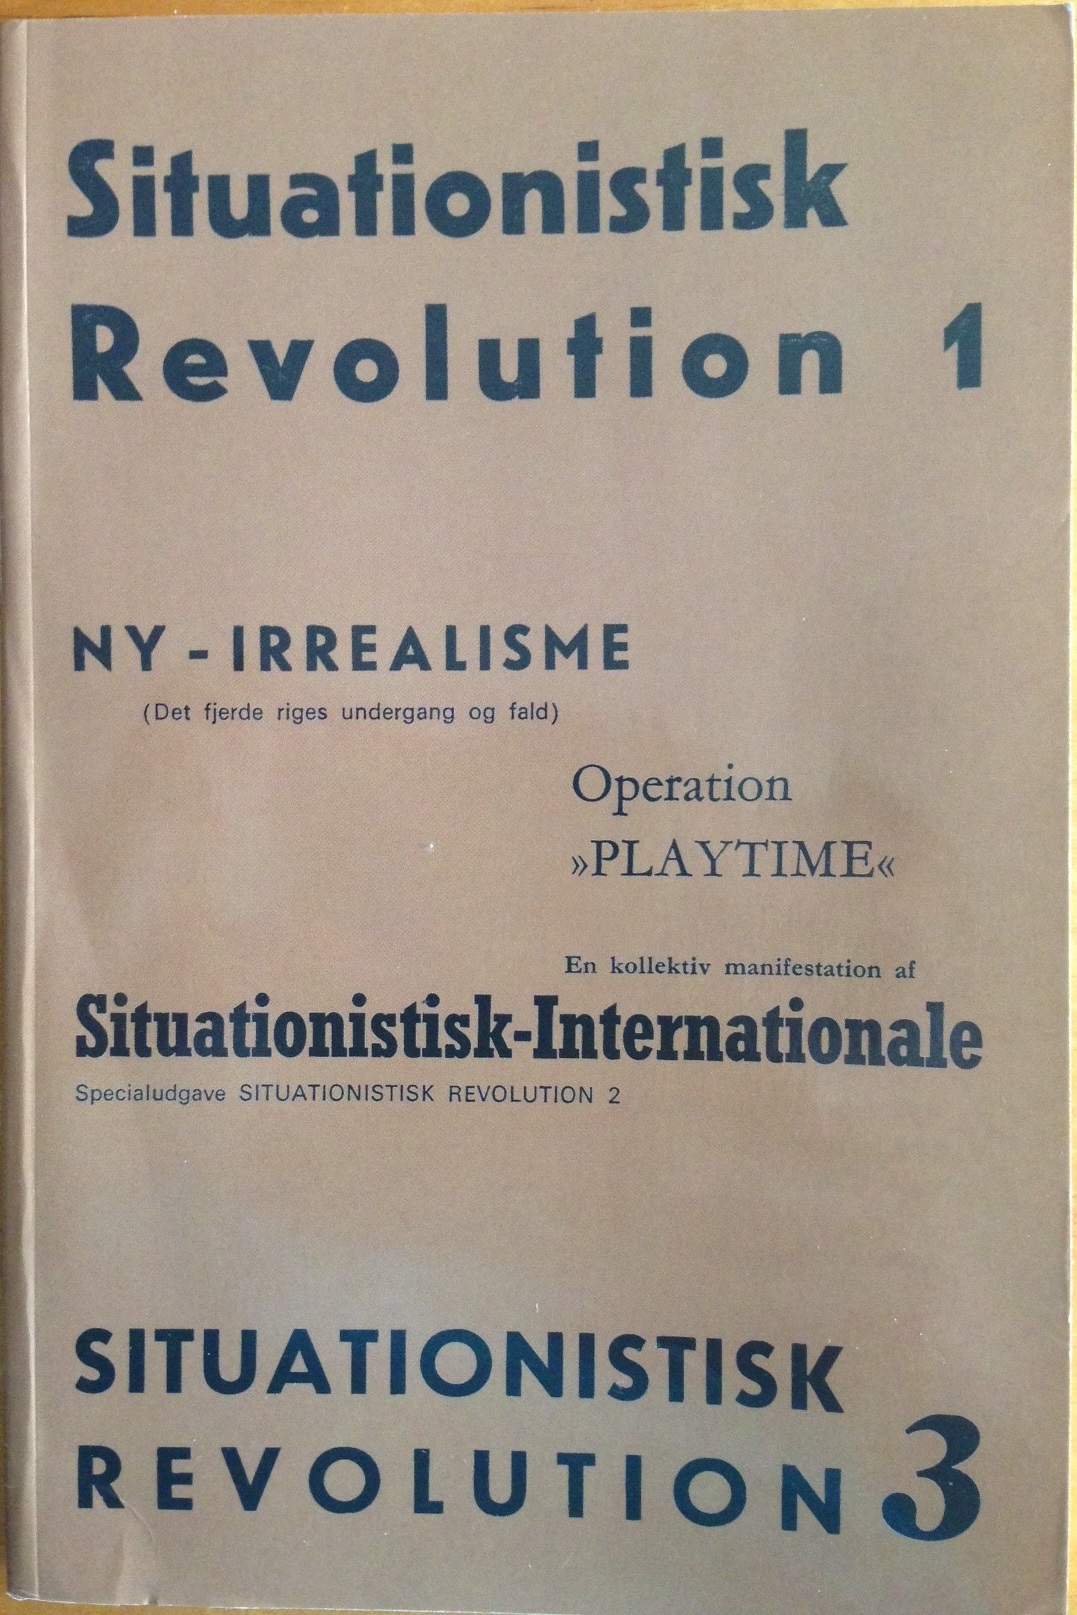 Situationistisk
Revolution 1
NY-IRREALISME
(Det fjerde riges undergang og fald)
Operation
»PLAYTIME«
En kollektiv manifestation af
Situationistisk-Internationale
Specialudgave SITUATIONISTISK REVOLUTION 2
SITUATIONISTISK
REVOLUTION 3